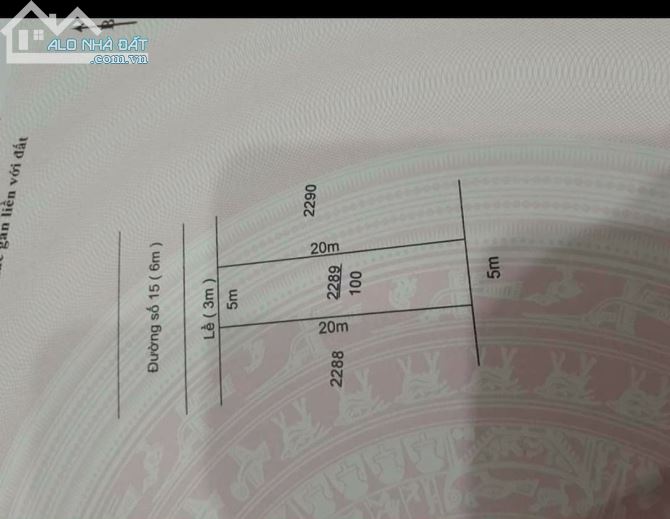 ALO NHÀ ĐẤT
.com.vn
B
gắn liền với đất
Đường số 15 ( 6m )
Lề ( 3m )
5m
2290
20m
2289
100
20m
2288
5m